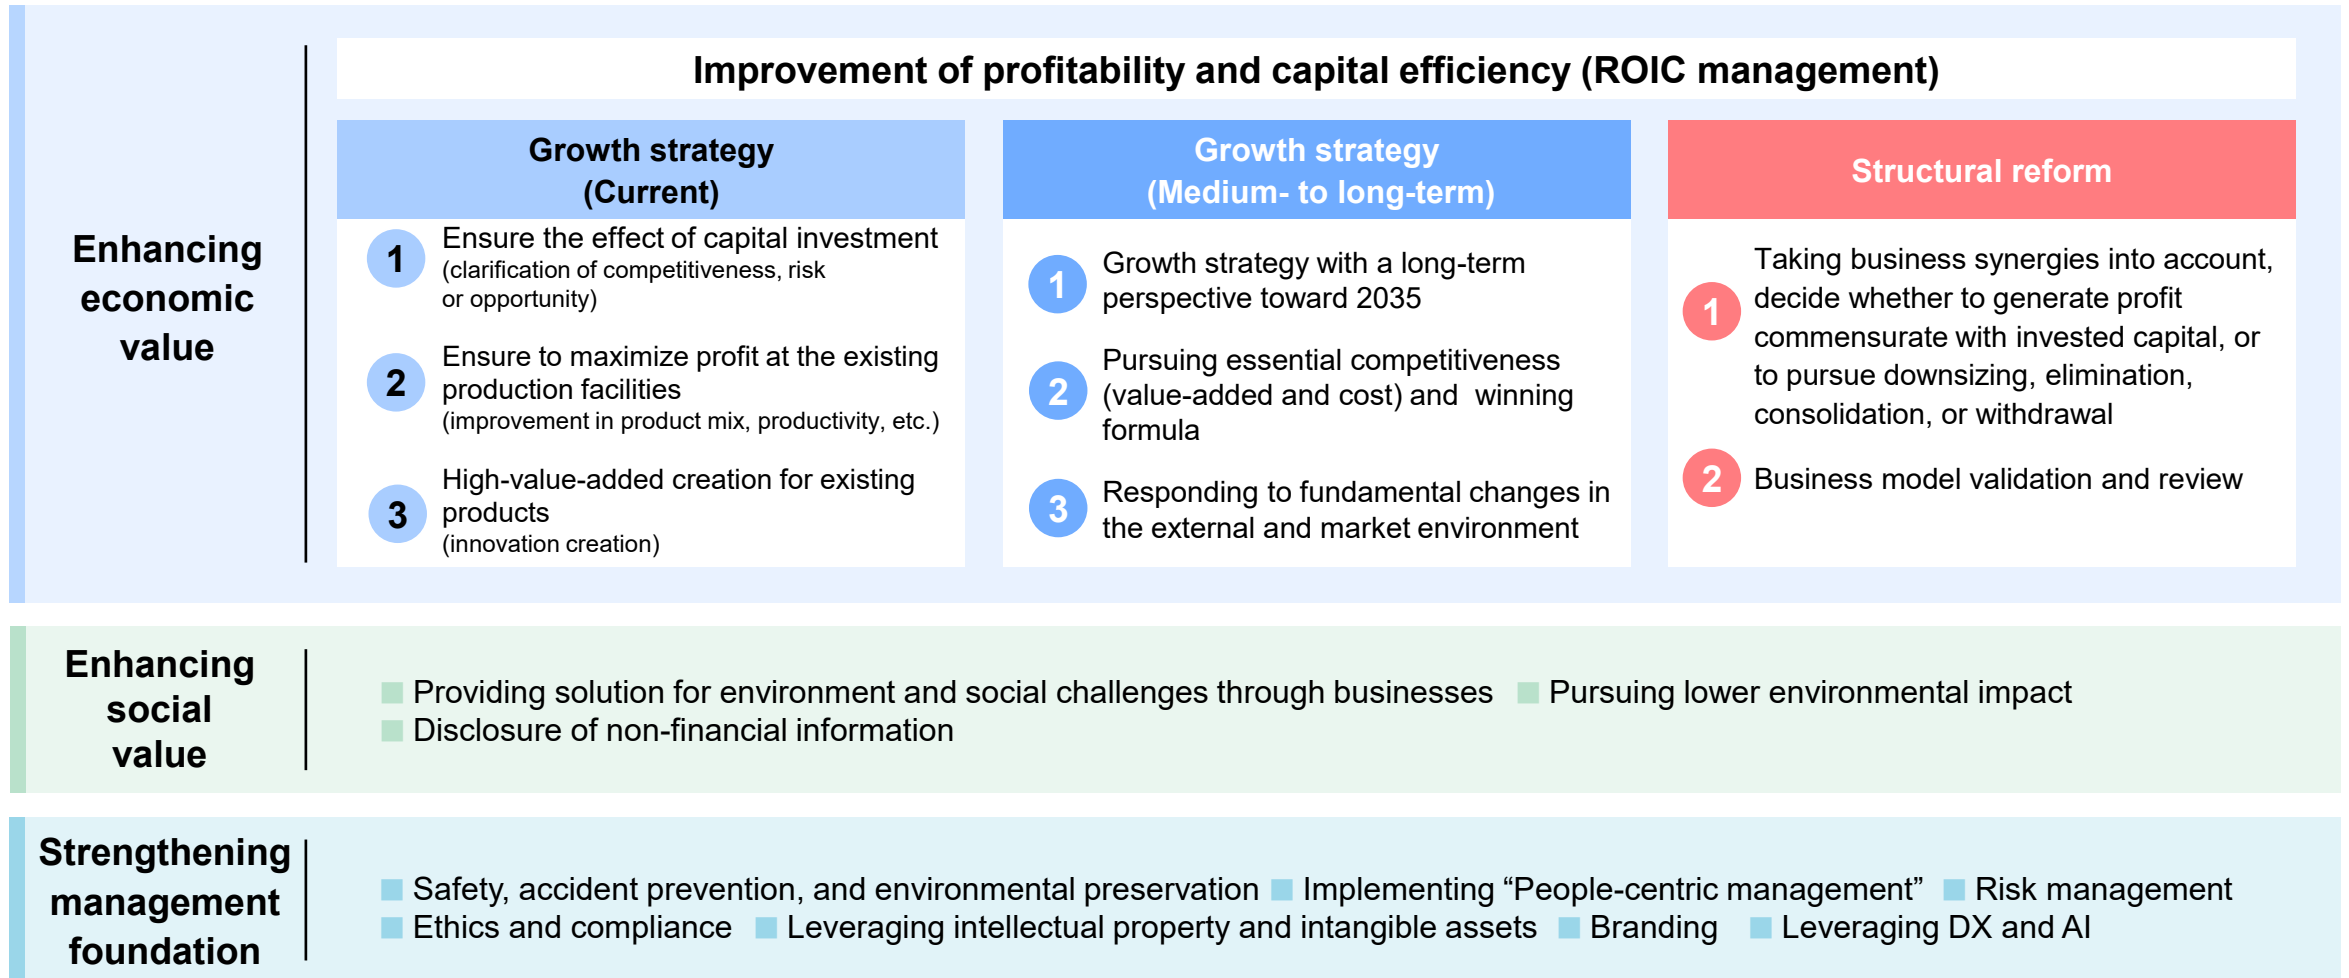 Enhancing
economic
value
Improvement of profitability and capital efficiency (ROIC management)
Growth strategy
(Current)
1
Ensure the effect of capital investment
(clarification of competitiveness, risk
or opportunity)
2
Ensure to maximize profit at the existing
production facilities
(improvement in product mix, productivity, etc.)
3
High-value-added creation for existing
products
(innovation creation)
Growth strategy
(Medium- to long-term)
1
Growth strategy with a long-term
perspective toward 2035
2
Pursuing essential competitiveness
(value-added and cost) and winning
formula
3
Responding to fundamental changes in
the external and market environment
Structural reform
1
Taking business synergies into account,
decide whether to generate profit
commensurate with invested capital, or
to pursue downsizing, elimination,
consolidation, or withdrawal
2
Business model validation and review
Enhancing
social
value
Providing solution for environment and social challenges through businesses Pursuing lower environmental impact
Disclosure of non-financial information
Strengthening
management
foundation
Safety, accident prevention, and environmental preservation Implementing “People-centric management” Risk management
Ethics and compliance Leveraging intellectual property and intangible assets Branding Leveraging DX and AI